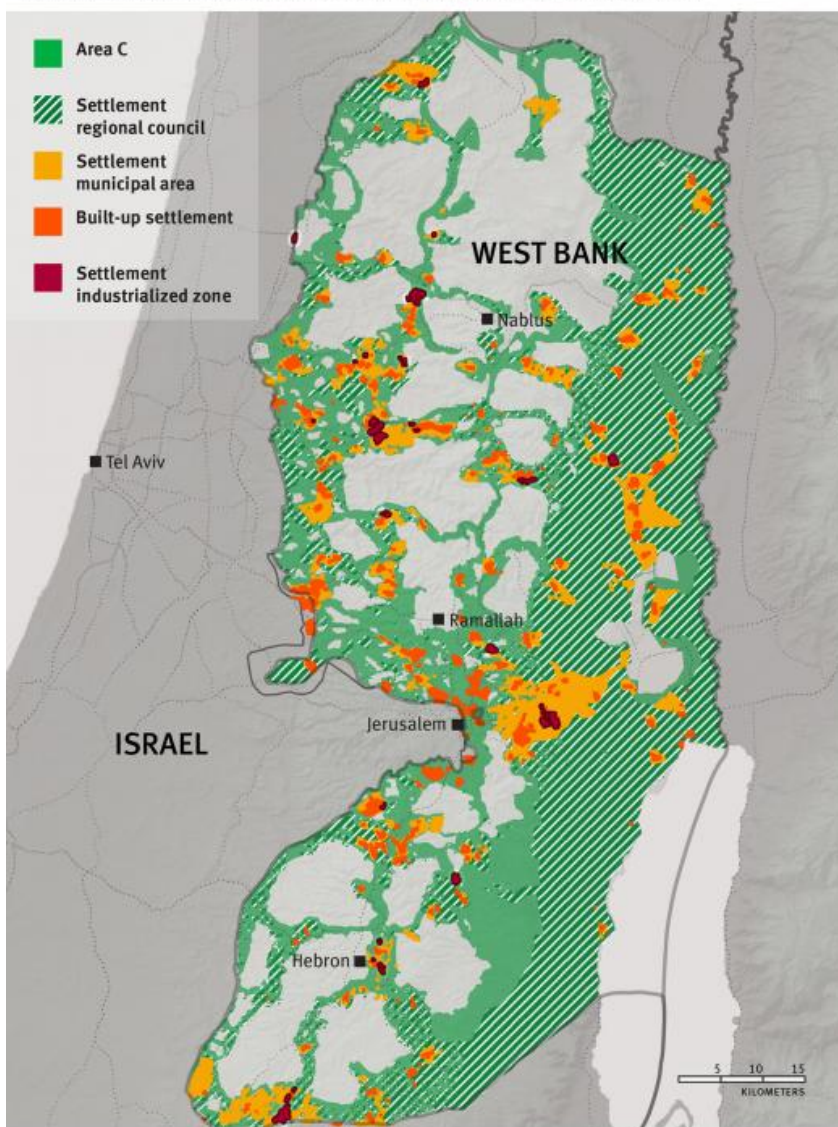 Area C
Settlement
regional council
Settlement
municipal area
Built-up settlement
Settlement
industrialized zone
WEST BANK
Nablus
Tel Aviv
Ramallah
Jerusalem
ISRAEL
Hebron
5 10 15
KILOMETERS